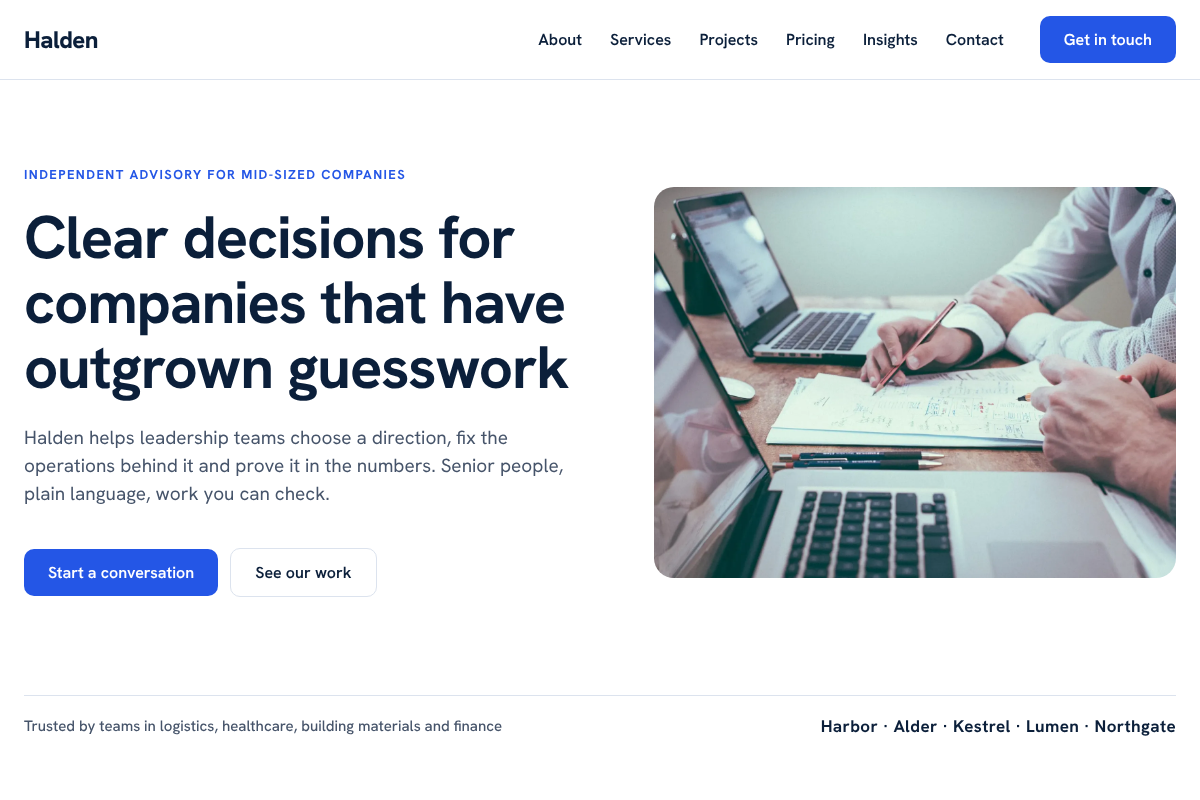 Halden
About
Services
Projects
Pricing
Insights
Contact
Get in touch
INDEPENDENT ADVISORY FOR MID-SIZED COMPANIES
Clear decisions for
companies that have
outgrown guesswork
Halden helps leadership teams choose a direction, fix the
operations behind it and prove it in the numbers. Senior people,
plain language, work you can check.
Start a conversation
See our work
Trusted by teams in logistics, healthcare, building materials and finance
Harbor · Alder · Kestrel · Lumen · Northgate